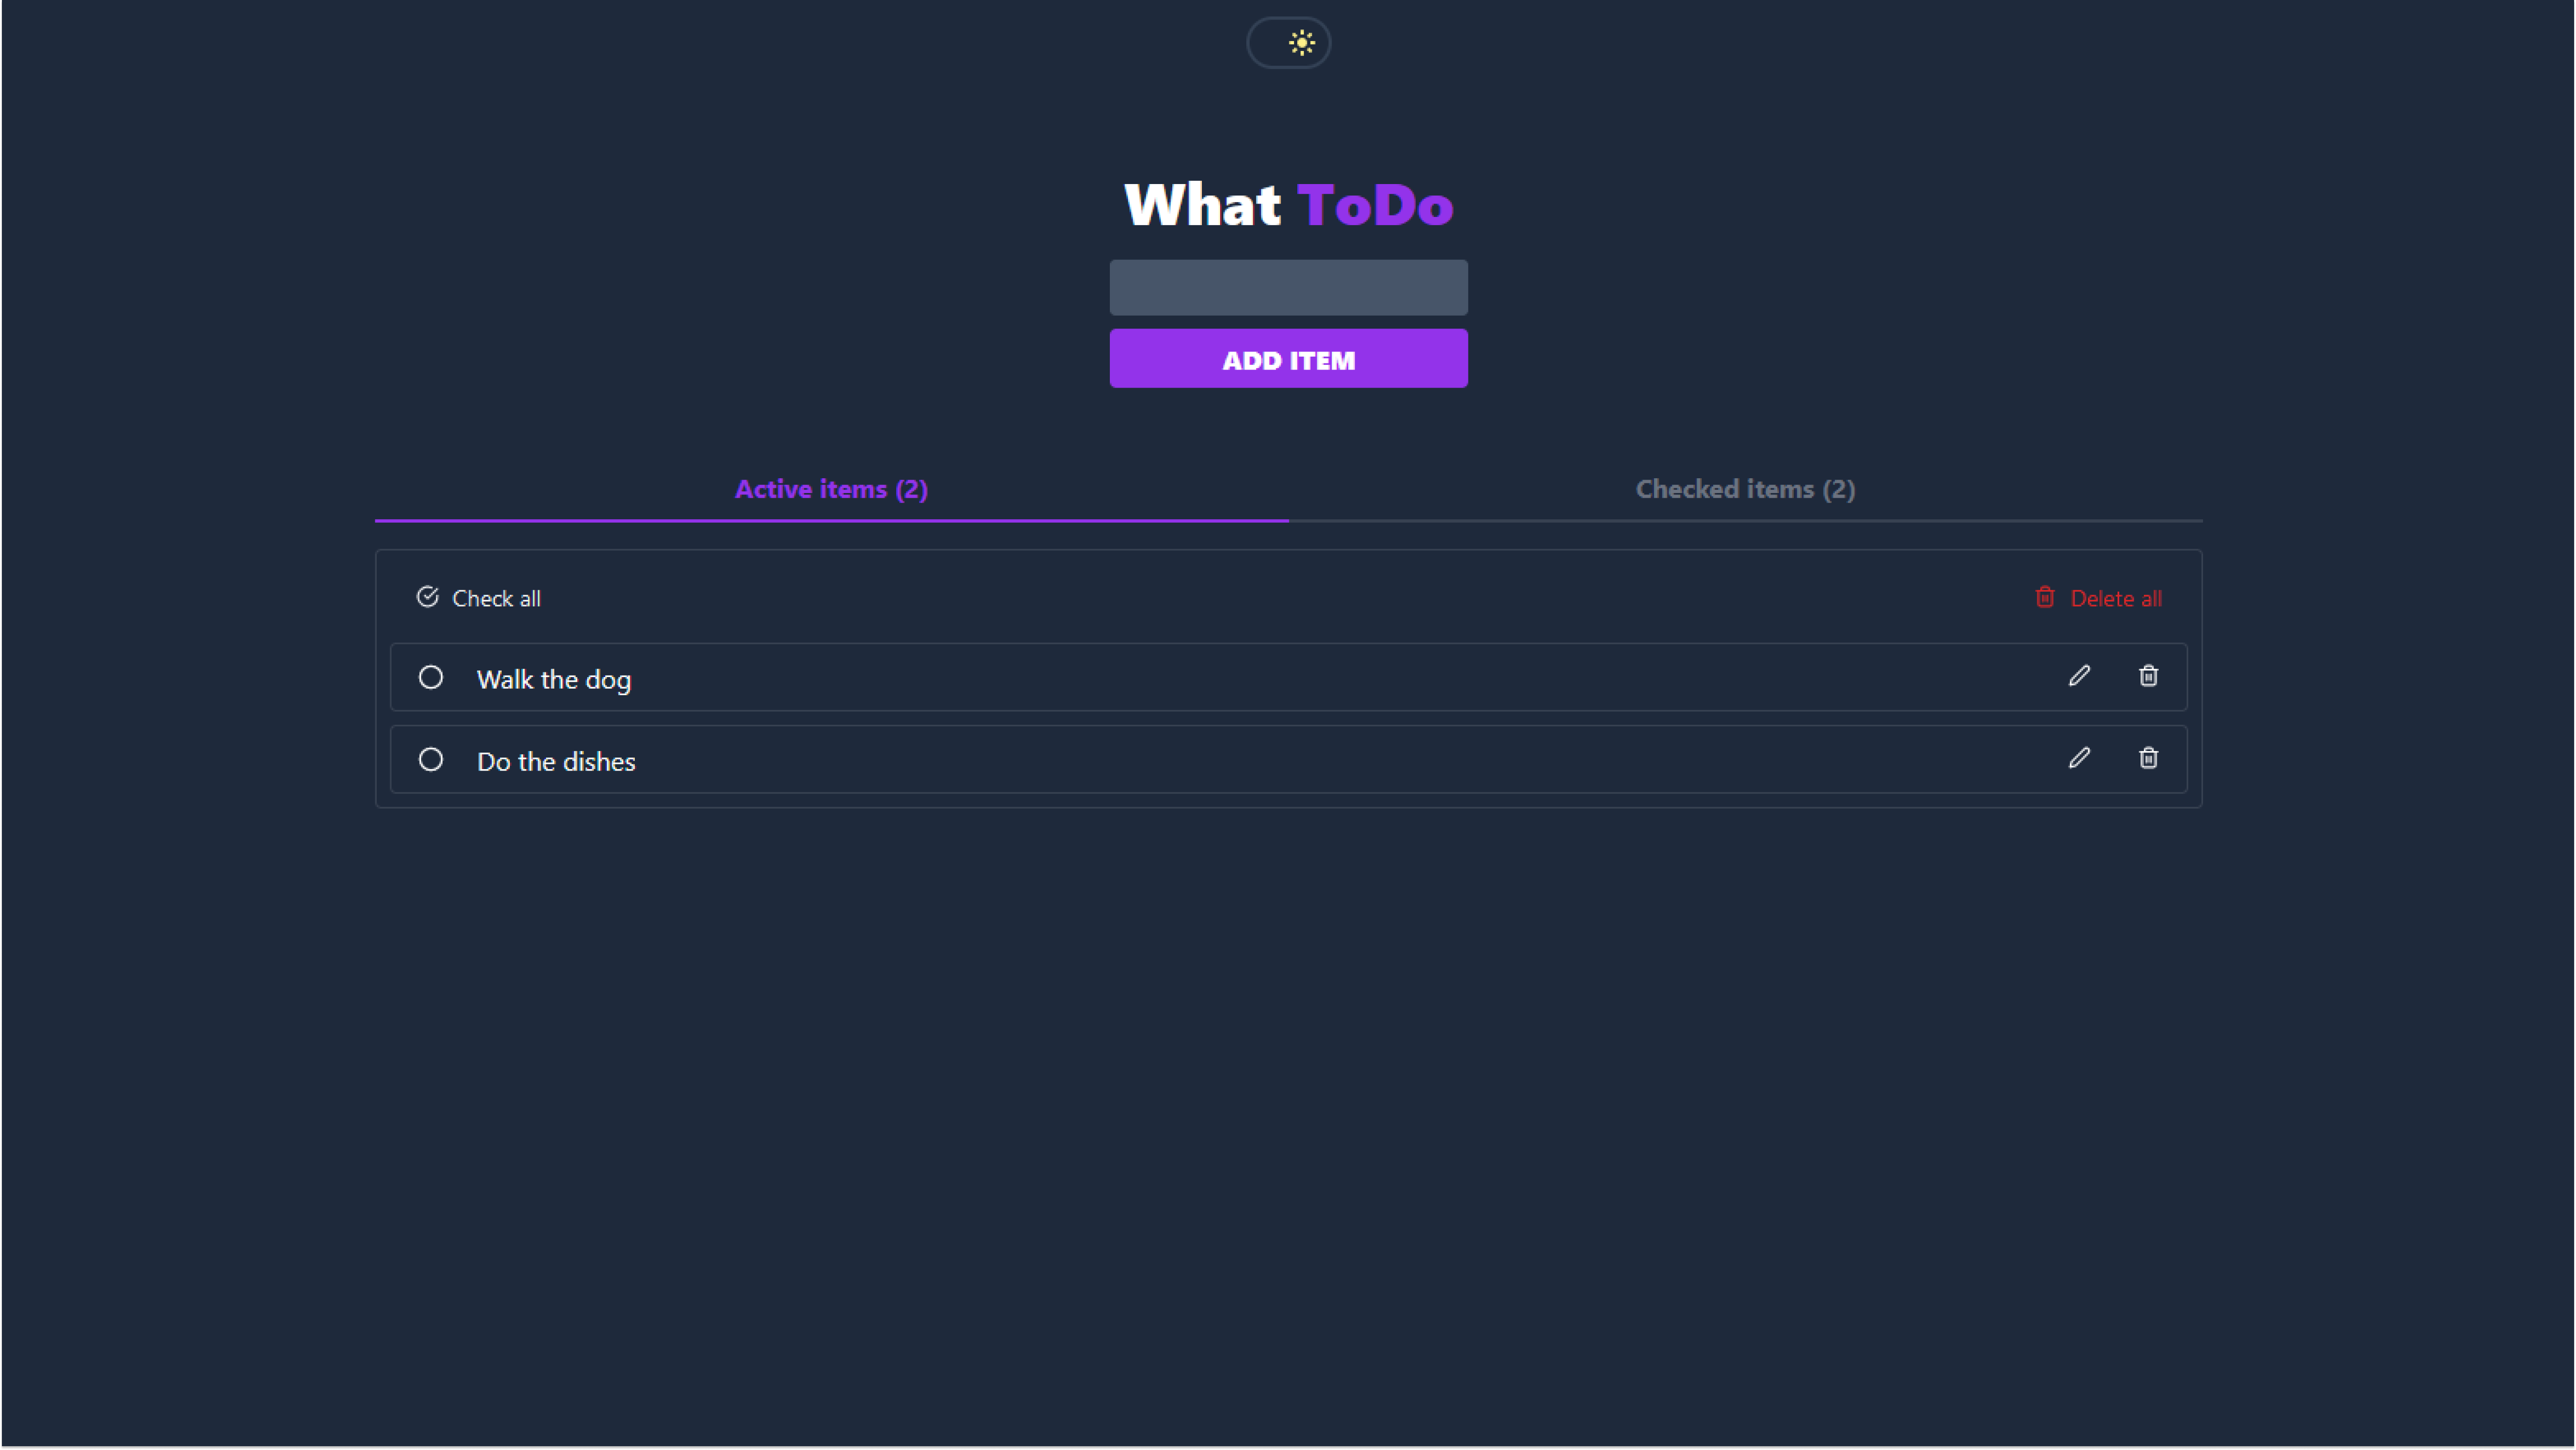 What ToDo
ADD ITEM
Active items (2)
Checked items (2)
Check all
Delete all
Walk the dog
Do the dishes